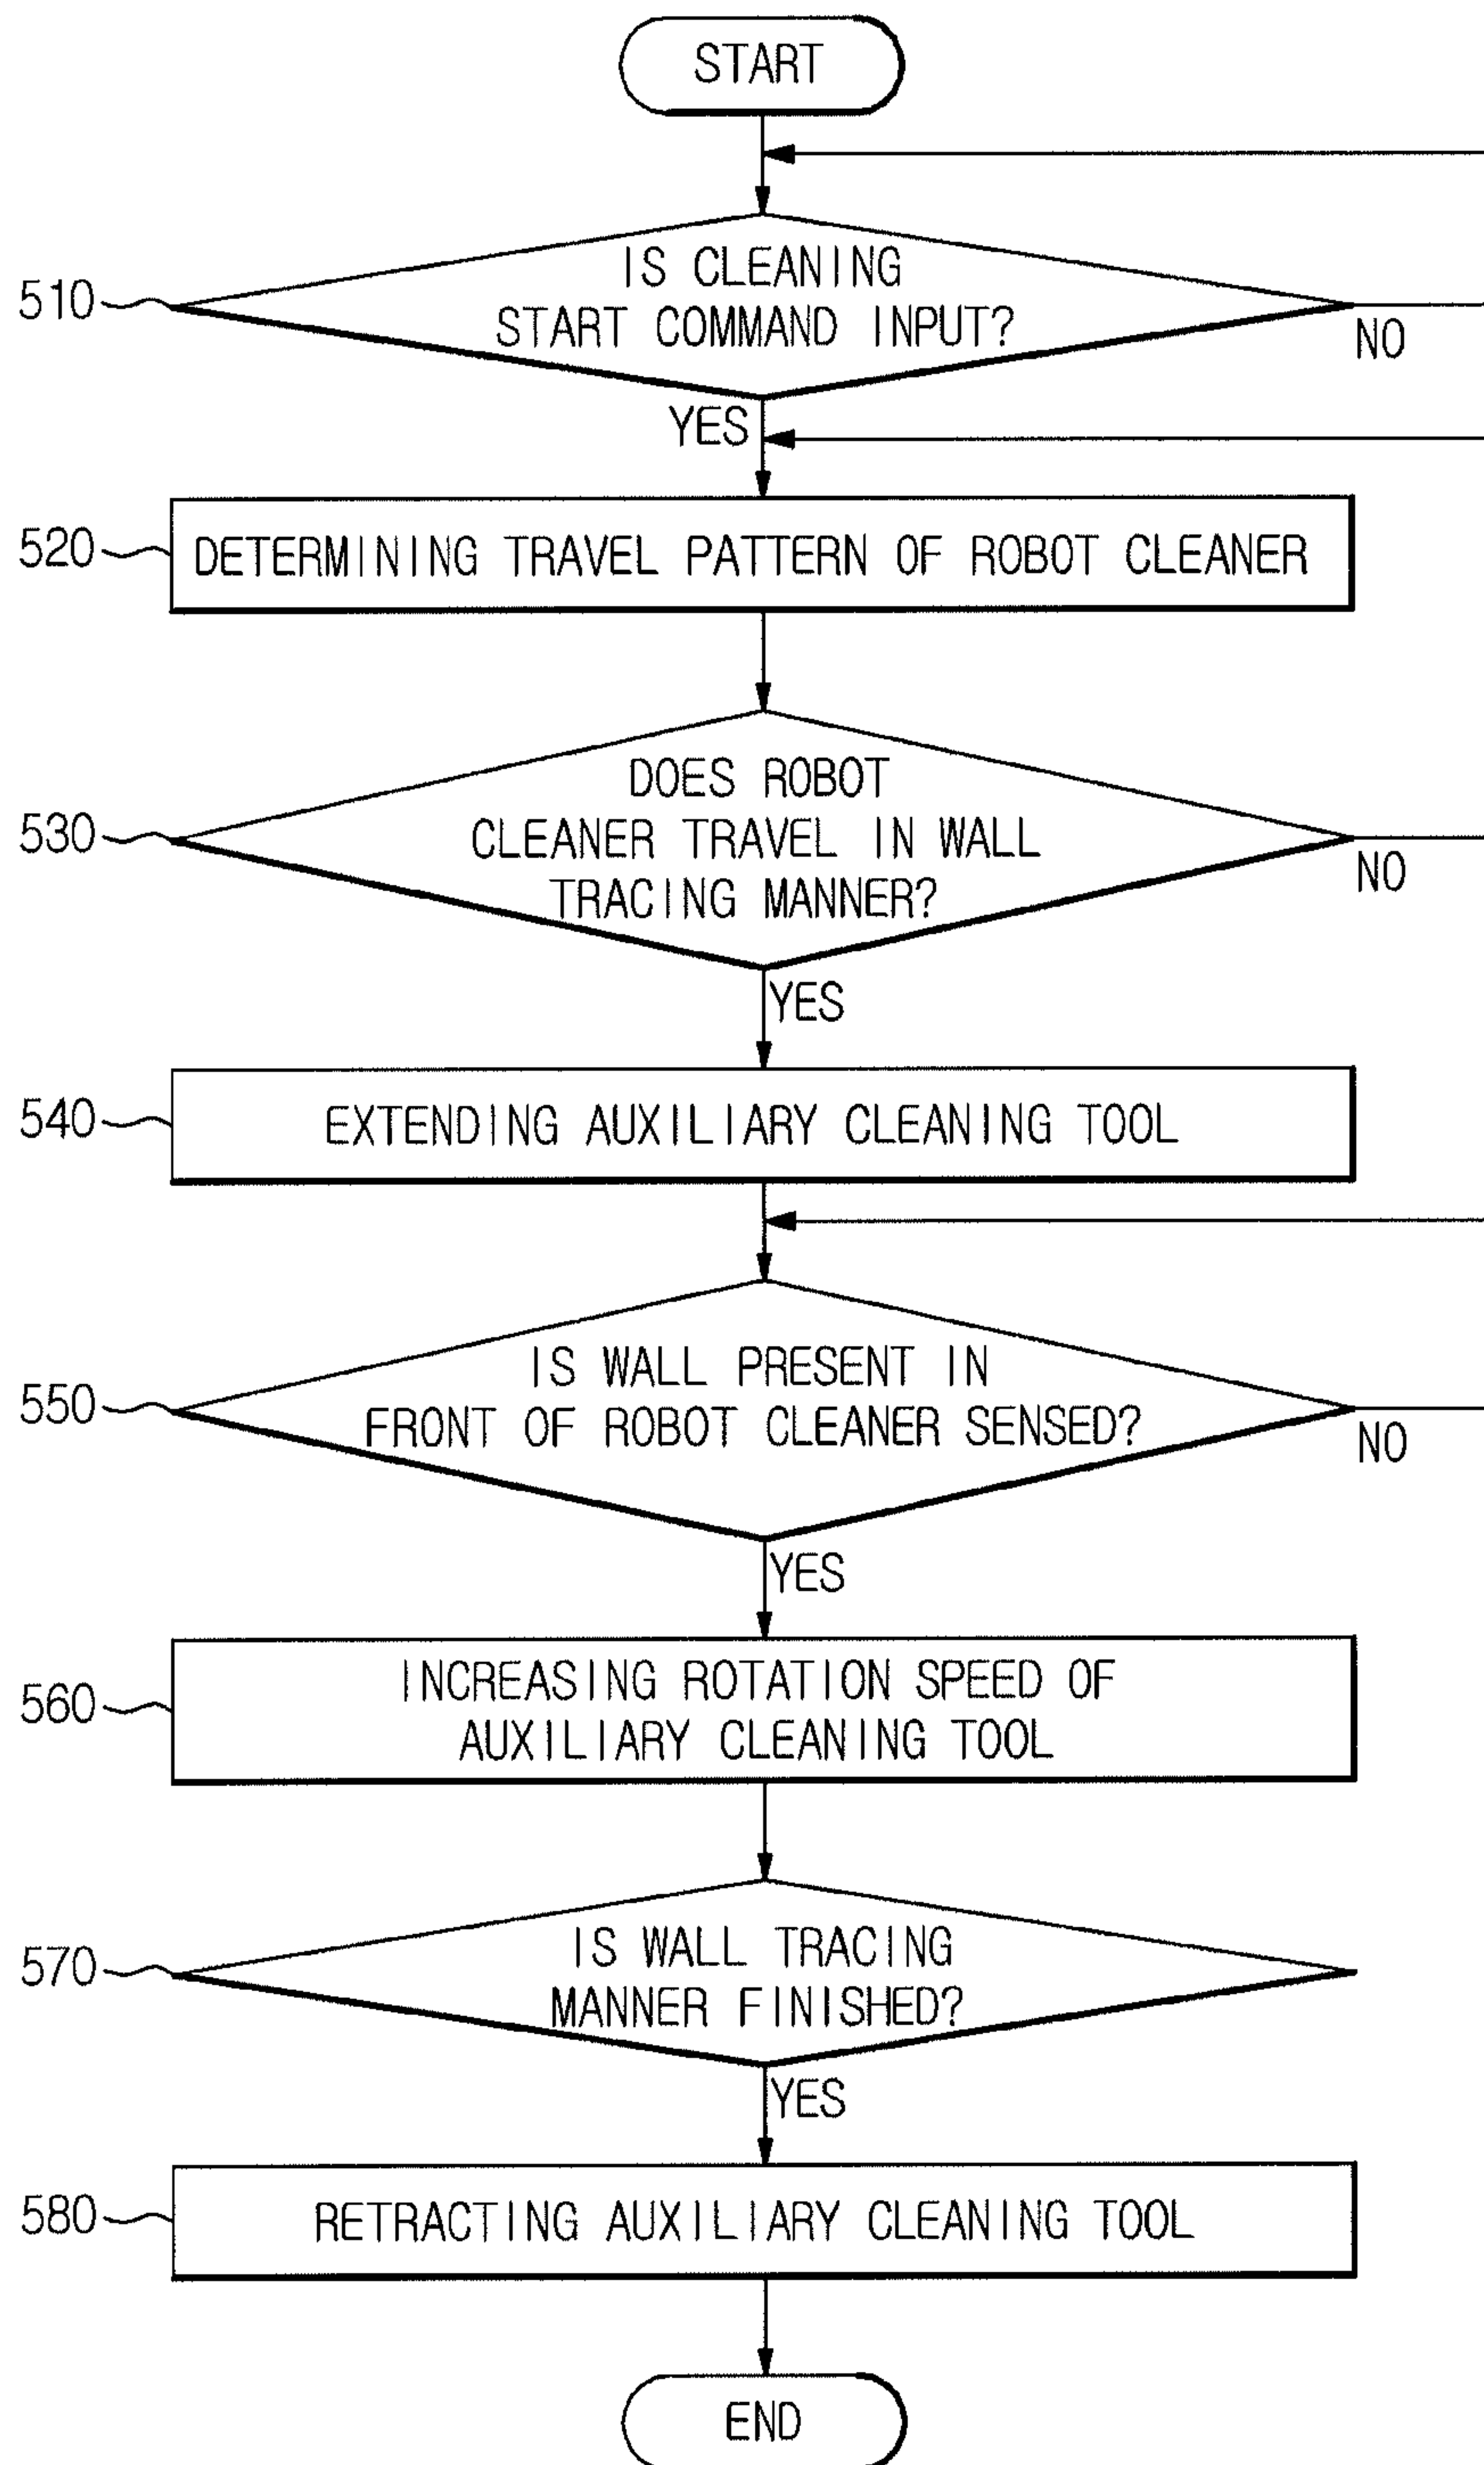 START
510
IS CLEANING
START COMMAND INPUT?
NO
YES
520
DETERMINING TRAVEL PATTERN OF ROBOT CLEANER
530
DOES ROBOT
CLEANER TRAVEL IN WALL
TRACING MANNER?
NO
YES
540
EXTENDING AUXILIARY CLEANING TOOL
550
IS WALL PRESENT IN
FRONT OF ROBOT CLEANER SENSED?
NO
YES
560
INCREASING ROTATION SPEED OF
AUXILIARY CLEANING TOOL
570
IS WALL TRACING
MANNER FINISHED?
YES
580
RETRACTING AUXILIARY CLEANING TOOL
END